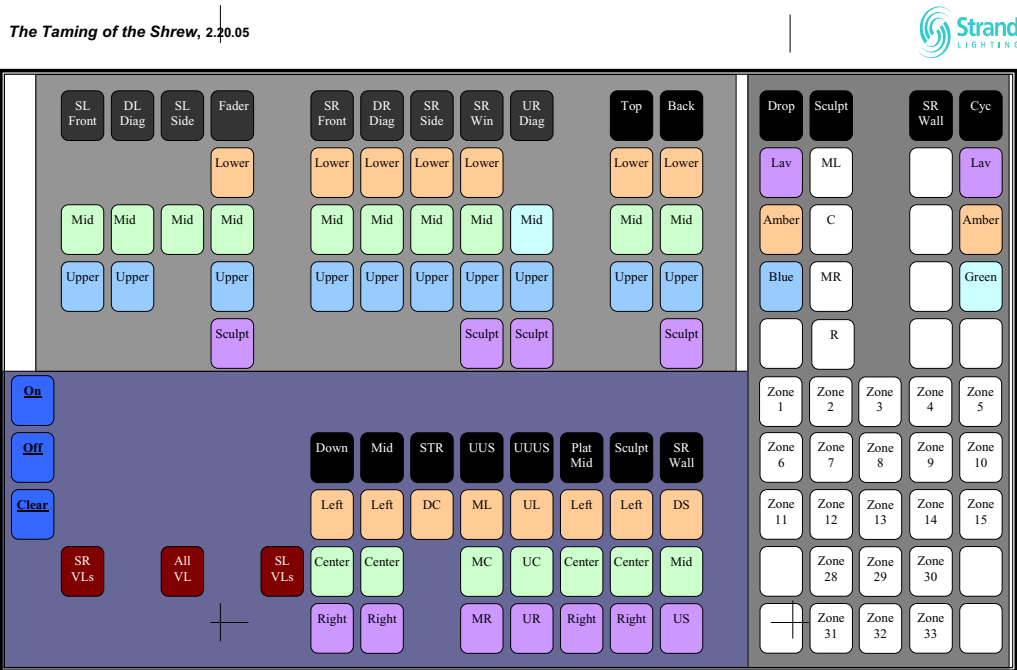 The Taming of the Shrew, 2.20.05
Strand
LIGHTING
SL Front DL Diag SL Side Fader SR Front DR Diag SR Side SR Win UR Diag Top Back Drop Sculpt SR Wall Cyc
Lower Lower Lower Lower Lower Lower Lower Lav ML Lav
Mid Mid Mid Mid Mid Mid Mid Mid Mid Mid Mid Amber C Amber
Upper Upper Upper Upper Upper Upper Upper Upper Upper Upper Blue MR Green
Sculpt Sculpt Sculpt Sculpt R
On Zone 1 Zone 2 Zone 3 Zone 4 Zone 5
Off Down Mid STR UUS UUUS Plat Mid Sculpt SR Wall Zone 6 Zone 7 Zone 8 Zone 9 Zone 10
Clear Left Left DC ML UL Left Left DS Zone 11 Zone 12 Zone 13 Zone 14 Zone 15
SR VLs All VL SL VLs Center Center MC UC Center Center Mid Zone 28 Zone 29 Zone 30
Right Right MR UR Right Right US Zone 31 Zone 32 Zone 33